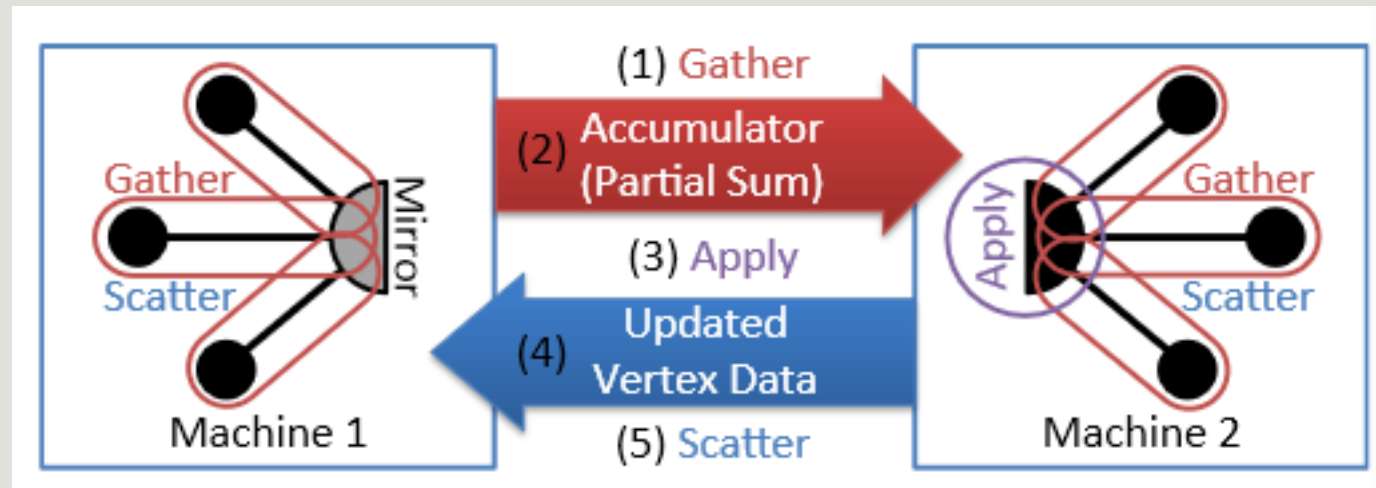 Gather
Scatter
Mirror
Machine 1
(1) Gather
(2) Accumulator
(Partial Sum)
(3) Apply
(4) Updated
Vertex Data
(5) Scatter
Apply
Gather
Scatter
Machine 2